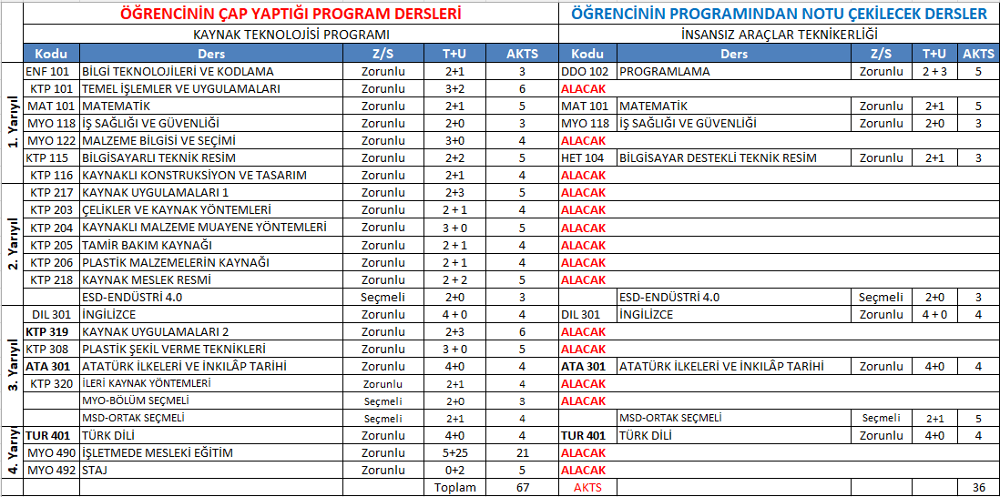 ÖĞRENCİNİN ÇAP YAPTIĞI PROGRAM DERSLERİ ÖĞRENCİNİN PROGRAMINDAN NOTU ÇEKİLECEK DERSLER
KAYNAK TEKNOLOJİSİ PROGRAMI İNSANSIZ ARAÇLAR TEKNİKERLİĞİ
Kodu Ders Z/S T+U AKTS Kodu Ders Z/S T+U AKTS
1. Yarıyıl
ENF 101 BİLGİ TEKNOLOJİLERİ VE KODLAMA Zorunlu 2+1 3 DDO 102 PROGRAMLAMA Zorunlu 2 + 3 5
KTP 101 TEMEL İŞLEMLER VE UYGULAMALARI Zorunlu 3+2 6 ALACAK
MAT 101 MATEMATİK Zorunlu 2+1 5 MAT 101 MATEMATİK Zorunlu 2+1 5
MYO 118 İŞ SAĞLIĞI VE GÜVENLİĞİ Zorunlu 2+0 3 MYO 118 İŞ SAĞLIĞI VE GÜVENLİĞİ Zorunlu 2+0 3
MYO 122 MALZEME BİLGİSİ VE SEÇİMİ Zorunlu 3+0 4 ALACAK
KTP 115 BİLGİSAYARLI TEKNİK RESİM Zorunlu 2+2 5 HET 104 BİLGİSAYAR DESTEKLİ TEKNİK RESİM Zorunlu 2+1 3
KTP 116 KAYNAKLI KONSTRUKSİYON VE TASARIM Zorunlu 2+1 4 ALACAK
2. Yarıyıl
KTP 217 KAYNAK UYGULAMALARI 1 Zorunlu 2+3 5 ALACAK
KTP 203 ÇELİKLER VE KAYNAK YÖNTEMLERİ Zorunlu 2 + 1 4 ALACAK
KTP 204 KAYNAKLI MALZEME MUAYENE YÖNTEMLERİ Zorunlu 3 + 0 5 ALACAK
KTP 205 TAMİR BAKIM KAYNAĞI Zorunlu 2 + 1 4 ALACAK
KTP 206 PLASTİK MALZEMELERİN KAYNAĞI Zorunlu 2 + 1 4 ALACAK
KTP 218 KAYNAK MESLEK RESMİ Zorunlu 2 + 2 5 ALACAK
ESD-ENDÜSTRİ 4.0 Seçmeli 2+0 3 ESD-ENDÜSTRİ 4.0 Seçmeli 2+0 3
3. Yarıyıl
DIL 301 İNGİLİZCE Zorunlu 4 + 0 4 DIL 301 İNGİLİZCE Zorunlu 4 + 0 4
KTP 319 KAYNAK UYGULAMALARI 2 Zorunlu 2+3 6 ALACAK
KTP 308 PLASTİK ŞEKİL VERME TEKNİKLERİ Zorunlu 3 + 0 5 ALACAK
ATA 301 ATATÜRK İLKELERİ VE İNKILÂP TARİHİ Zorunlu 4+0 4 ATA 301 ATATÜRK İLKELERİ VE İNKILÂP TARİHİ Zorunlu 4+0 4
KTP 320 İLERİ KAYNAK YÖNTEMLERİ Zorunlu 2+1 4 ALACAK
MYO-BÖLÜM SEÇMELİ Seçmeli 2+0 3 ALACAK
MSD-ORTAK SEÇMELİ Seçmeli 2+1 4 MSD-ORTAK SEÇMELİ Seçmeli 2+1 5
4. Yarıyı
TUR 401 TÜRK DİLİ Zorunlu 4+0 4 TUR 401 TÜRK DİLİ Zorunlu 4+0 4
MYO 490 İŞLETMEDE MESLEKİ EĞİTİM Zorunlu 5+25 21 ALACAK
MYO 492 STAJ Zorunlu 0+2 5 ALACAK
Toplam 67 AKTS 36